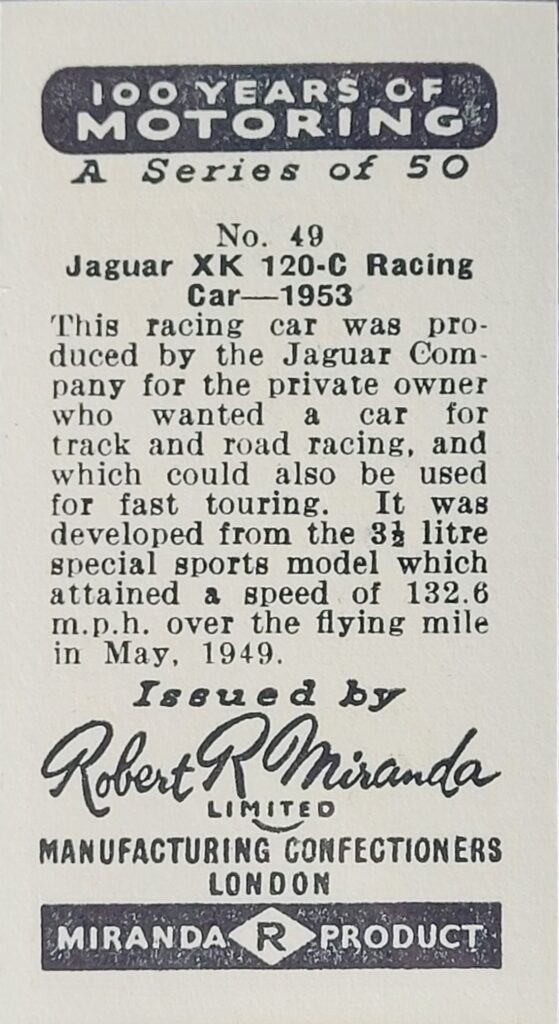 100 YEARS OF
MOTORING
A Series of 50
No. 49
Jaguar XK 120-C Racing
Car—1953
This racing car was pro-
duced by the Jaguar Com-
pany for the private owner
who wanted a car for
track and road racing, and
which could also be used
for fast touring. It was
developed from the 3½ litre
special sports model which
attained a speed of 132.6
m.p.h. over the flying mile
in May, 1949.
Issued by
Robert R Miranda
LIMITED
MANUFACTURING CONFECTIONERS
LONDON
MIRANDA R PRODUCT